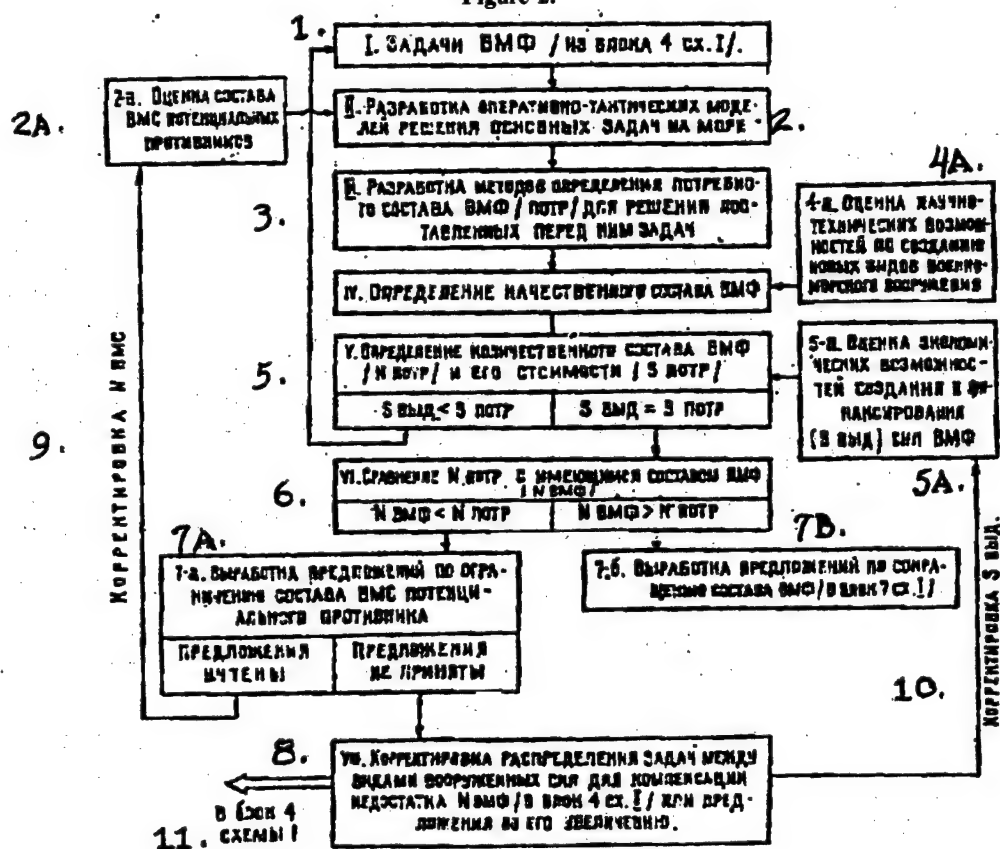 Figure 2.
1.
I. ЗАДАЧИ ВМФ / ИЗ БЛОКА 4 СХ. I/.
2-а. ОЦЕНКА СОСТАВА
ВМС ПОТЕНЦИАЛЬНЫХ
ПРОТИВНИКОВ
2A.
II. РАЗРАБОТКА ОПЕРАТИВНО-ТАКТИЧЕСКИХ МОДЕ-
ЛЕЙ РЕШЕНИЯ ОСНОВНЫХ ЗАДАЧ НА МОРЕ
2.
3.
III. РАЗРАБОТКА МЕТОДОВ ОПРЕДЕЛЕНИЯ ПОТРЕБНО-
ГО СОСТАВА ВМФ / ПОТР/ ДЛЯ РЕШЕНИЯ ПОС-
ТАВЛЕННЫХ ПЕРЕД НИМ ЗАДАЧ
4A.
4-а. ОЦЕНКА НАУЧНО-
ТЕХНИЧЕСКИХ ВОЗМОЖ-
НОСТЕЙ ПО СОЗДАНИЮ
НОВЫХ ВИДОВ ВОЕННО-
МОРСКОГО ВООРУЖЕНИЯ
IV. ОПРЕДЕЛЕНИЕ КАЧЕСТВЕННОГО СОСТАВА ВМФ
5.
V. ОПРЕДЕЛЕНИЕ КОЛИЧЕСТВЕННОГО СОСТАВА ВМФ
/ N ПОТР/ И ЕГО СТОИМОСТИ / S ПОТР/
S ВЫД < S ПОТР
S ВЫД = S ПОТР
5-а. ОЦЕНКА ЭКОНОМИ-
ЧЕСКИХ ВОЗМОЖНОС-
ТЕЙ СОЗДАНИЯ И ФИ-
НАНСИРОВАНИЯ
(S ВЫД) СИЛ ВМФ
5A.
9.
КОРРЕКТИРОВКА N ВМС
6.
VI. СРАВНЕНИЕ N ПОТР. С ИМЕЮЩИМСЯ СОСТАВОМ ВМФ
/ N ВМФ/
N ВМФ < N ПОТР
N ВМФ > N ПОТР
7A.
7-а. ВЫРАБОТКА ПРЕДЛОЖЕНИЙ ПО ОГРА-
НИЧЕНИЮ СОСТАВА ВМС ПОТЕНЦИ-
АЛЬНОГО ПРОТИВНИКА
ПРЕДЛОЖЕНИЯ
УЧТЕНЫ
ПРЕДЛОЖЕНИЯ
НЕ ПРИНЯТЫ
7B.
7-б. ВЫРАБОТКА ПРЕДЛОЖЕНИЙ ПО СОКРА-
ЩЕНИЮ СОСТАВА ВМФ / В БЛОК 7 СХ. I/
10.
КОРРЕКТИРОВКА S ВЫД.
8.
VIII. КОРРЕКТИРОВКА РАСПРЕДЕЛЕНИЯ ЗАДАЧ МЕЖДУ
ВИДАМИ ВООРУЖЕННЫХ СИЛ ДЛЯ КОМПЕНСАЦИИ
НЕДОСТАТКА N ВМФ / В БЛОК 4 СХ. I / ИЛИ ПРЕД-
ЛОЖЕНИЯ ПО ЕГО УВЕЛИЧЕНИЮ.
11.
В БЛОК 4
СХЕМЫ I